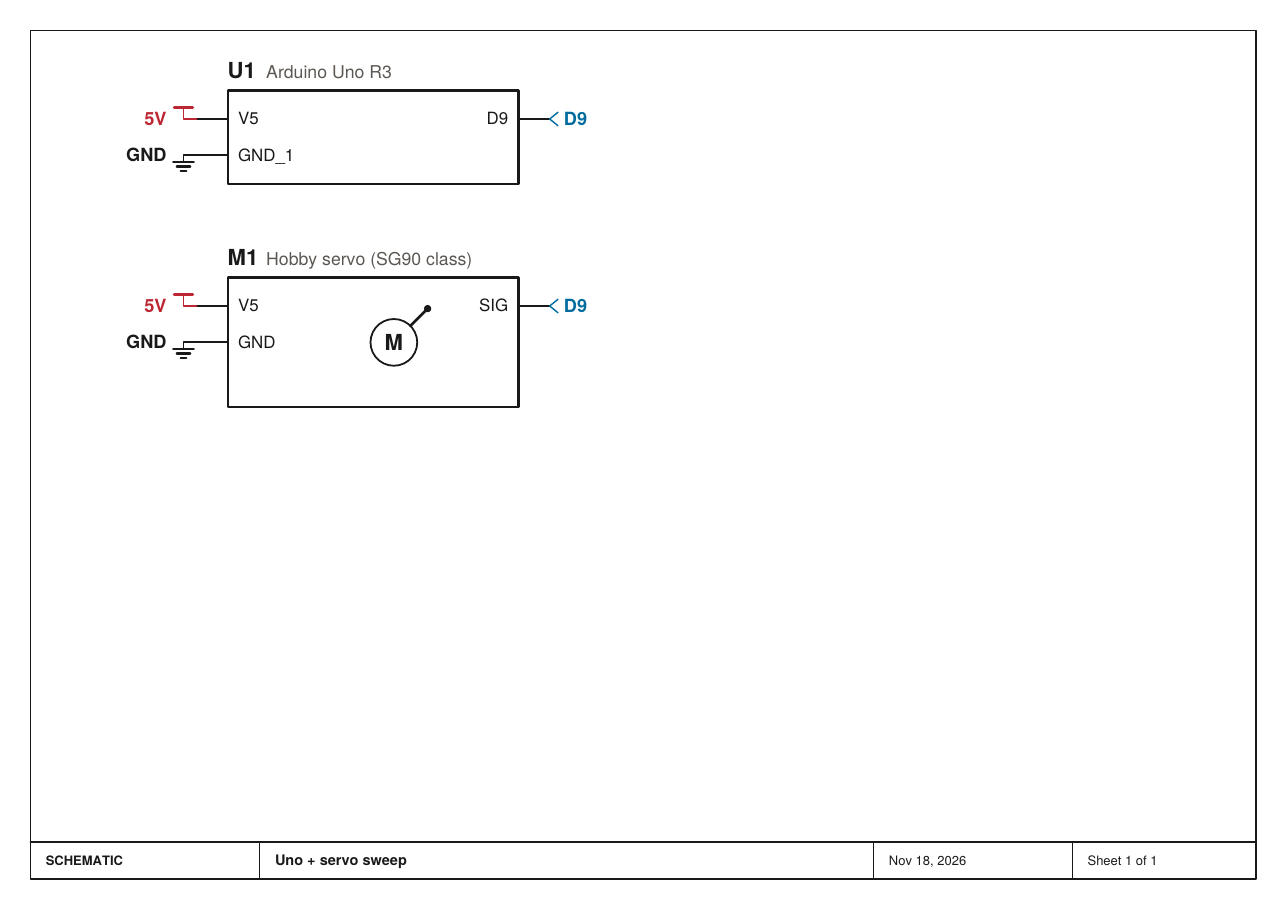 U1 Arduino Uno R3
5V V5 D9 D9
GND GND_1
M1 Hobby servo (SG90 class)
5V V5 SIG D9
GND GND M
SCHEMATIC Uno + servo sweep Nov 18, 2026 Sheet 1 of 1